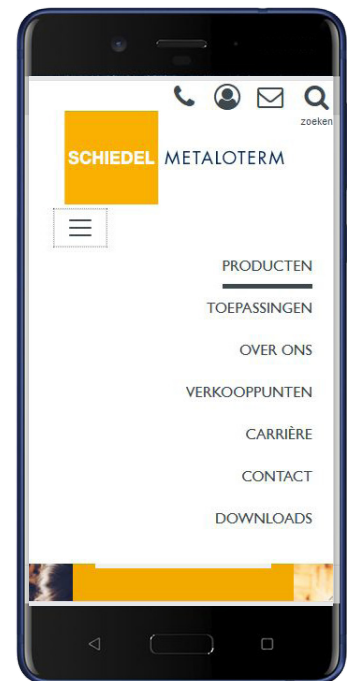 zoeken
SCHIEDEL METALOTERM
PRODUCTEN
TOEPASSINGEN
OVER ONS
VERKOOPPUNTEN
CARRIÈRE
CONTACT
DOWNLOADS